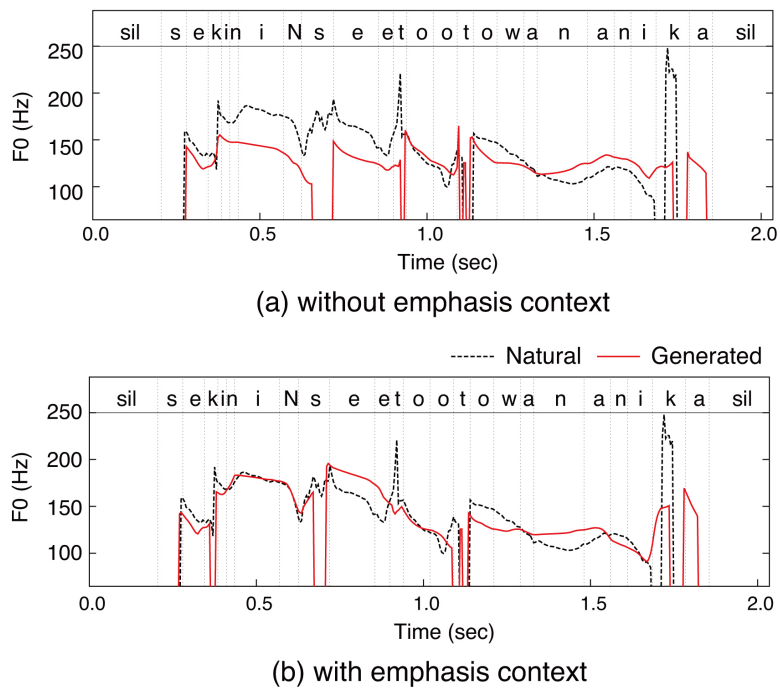 sil s e k i n i N s e e t o o t o w a n a n i k a sil
250
200
150
100
F0 (Hz)
0.0 0.5 1.0 1.5 2.0
Time (sec)
(a) without emphasis context
Natural Generated
sil s e k i n i N s e e t o o t o w a n a n i k a sil
250
200
150
100
F0 (Hz)
0.0 0.5 1.0 1.5 2.0
Time (sec)
(b) with emphasis context